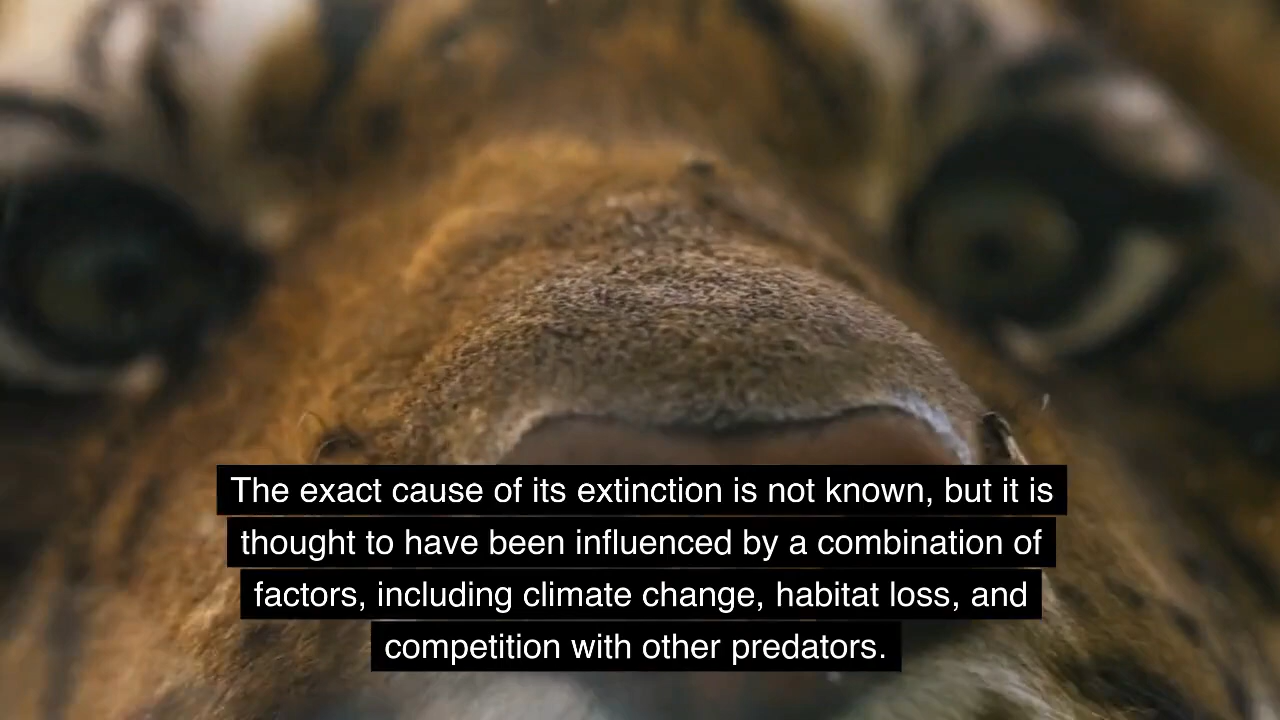 The exact cause of its extinction is not known, but it is
thought to have been influenced by a combination of
factors, including climate change, habitat loss, and
competition with other predators.